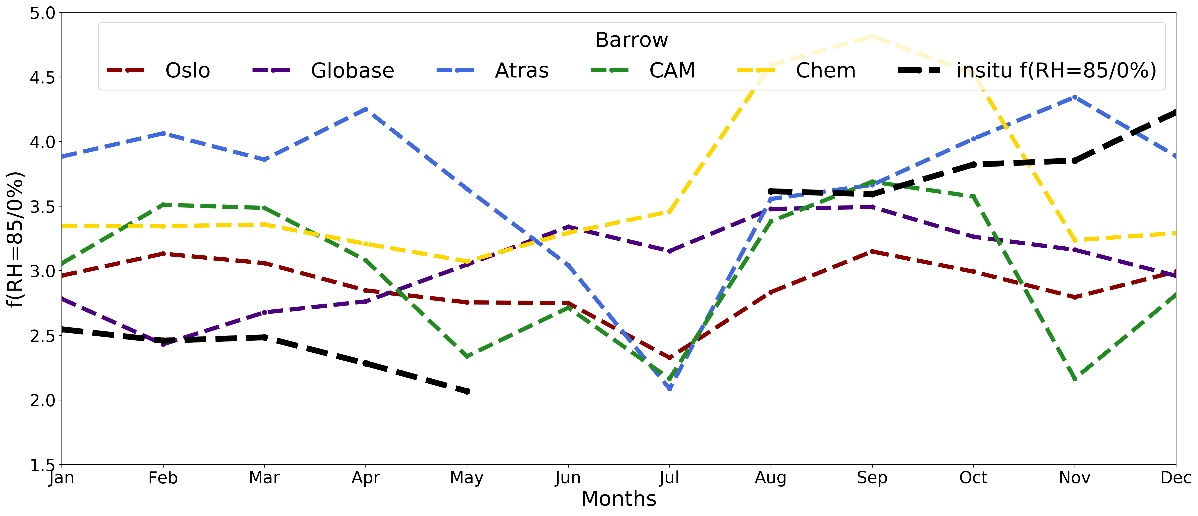 Barrow
Oslo Globase Atras CAM Chem insitu f(RH=85/0%)
f(RH=85/0%)
5.0
4.5
4.0
3.5
3.0
2.5
2.0
1.5
Jan Feb Mar Apr May Jun Jul Aug Sep Oct Nov Dec
Months